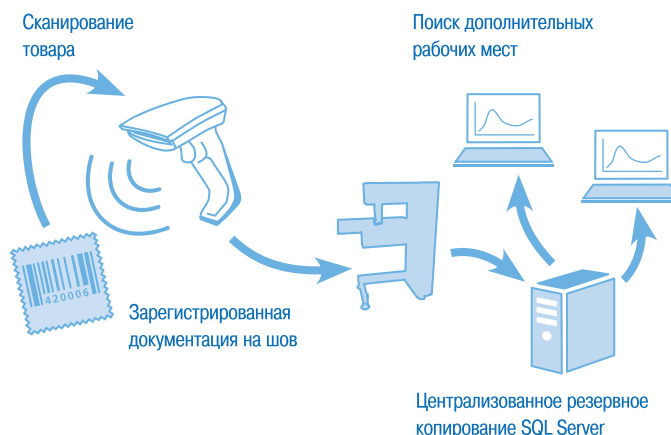 Сканирование
товара
Поиск дополнительных
рабочих мест
420006
Зарегистрированная
документация на шов
Централизованное резервное
копирование SQL Server